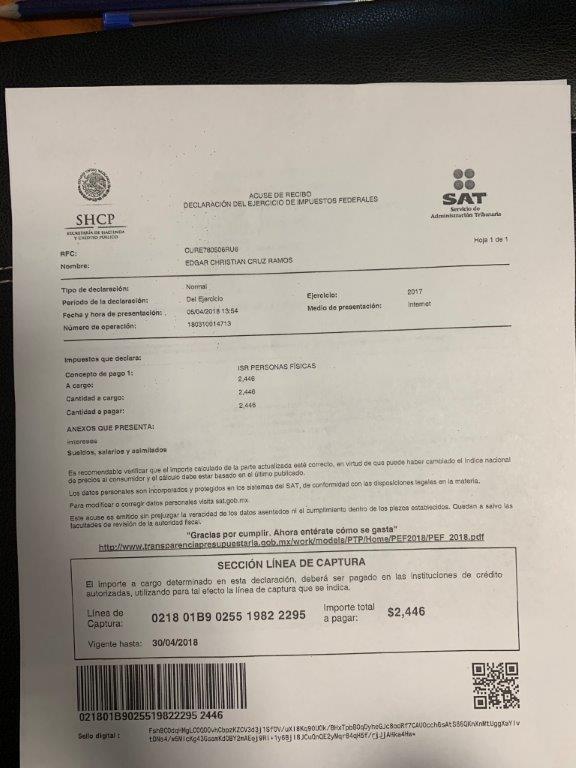 ACUSE DE RECIBO
DECLARACIÓN DEL EJERCICIO DE IMPUESTOS FEDERALES
SHCP
SECRETARÍA DE HACIENDA
Y CRÉDITO PÚBLICO
SAT
Servicio de
Administración Tributaria
Hoja 1 de 1
RFC: CURE780506RU6
Nombre: EDGAR CHRISTIAN CRUZ RAMOS
Tipo de declaración: Normal
Período de la declaración: Del Ejercicio Ejercicio: 2017
Fecha y hora de presentación: 05/04/2018 13:54 Medio de presentación: Internet
Número de operación: 180310014713
Impuestos que declara:
Concepto de pago 1: ISR PERSONAS FÍSICAS
A cargo: 2,446
Cantidad a cargo: 2,446
Cantidad a pagar: 2,446
ANEXOS QUE PRESENTA:
Intereses
Sueldos, salarios y asimilados
Es recomendable verificar que el importe calculado de la parte actualizada esté correcto, en virtud de que puede haber cambiado el índice nacional
de precios al consumidor y el cálculo debe estar basado en el último publicado.
Los datos personales son incorporados y protegidos en los sistemas del SAT, de conformidad con las disposiciones legales en la materia.
Para modificar o corregir datos personales visita sat.gob.mx.
Este acuse es emitido sin prejuzgar la veracidad de los datos asentados ni el cumplimiento dentro de los plazos establecidos. Quedan a salvo las
facultades de revisión de la autoridad fiscal.
"Gracias por cumplir. Ahora entérate cómo se gasta"
http://www.transparenciapresupuestaria.gob.mx/work/models/PTP/Home/PEF2018/PEF_2018.pdf
SECCIÓN LÍNEA DE CAPTURA
El importe a cargo determinado en esta declaración, deberá ser pagado en las instituciones de crédito
autorizadas, utilizando para tal efecto la línea de captura que se indica.
Línea de
Captura: 0218 01B9 0255 1982 2295 Importe total
a pagar: $2,446
Vigente hasta: 30/04/2018
021801B9025519822295 2446
Sello digital :